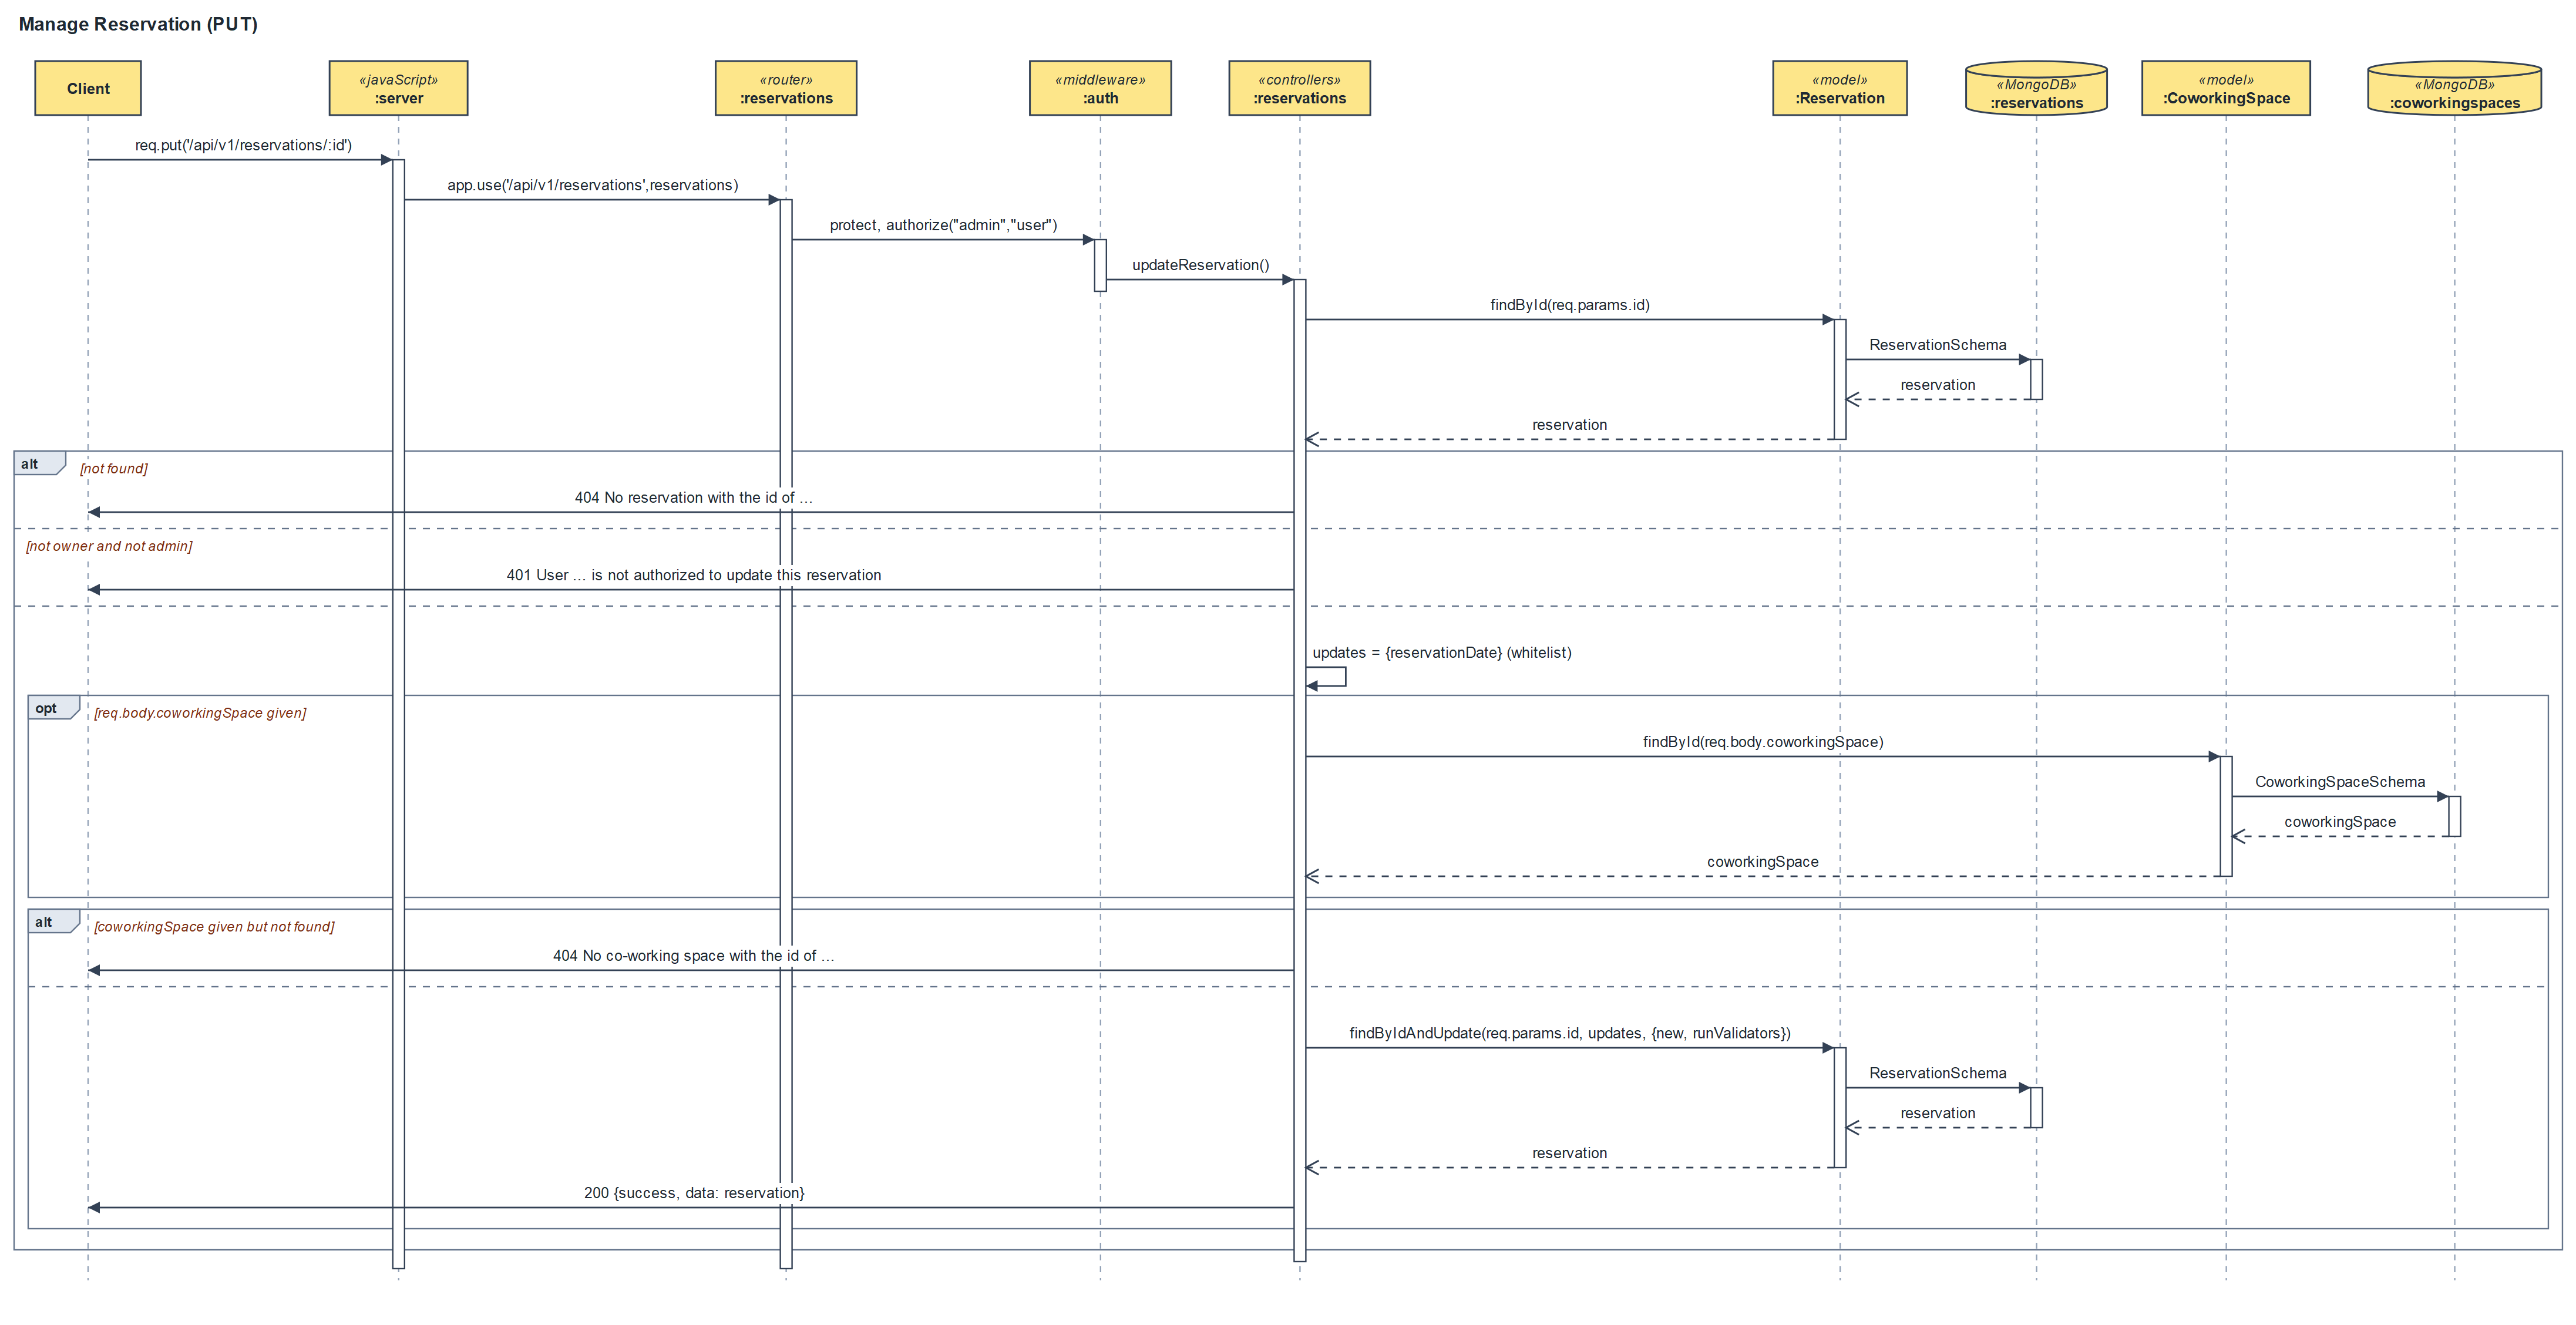 Manage Reservation (PUT)
Client
«javaScript»
:server
«router»
:reservations
«middleware»
:auth
«controllers»
:reservations
«model»
:Reservation
«MongoDB»
:reservations
«model»
:CoworkingSpace
«MongoDB»
:coworkingspaces
req.put('/api/v1/reservations/:id')
app.use('/api/v1/reservations',reservations)
protect, authorize("admin","user")
updateReservation()
findById(req.params.id)
ReservationSchema
reservation
reservation
alt
[not found]
404 No reservation with the id of ...
[not owner and not admin]
401 User ... is not authorized to update this reservation
updates = {reservationDate} (whitelist)
opt
[req.body.coworkingSpace given]
findById(req.body.coworkingSpace)
CoworkingSpaceSchema
coworkingSpace
coworkingSpace
alt
[coworkingSpace given but not found]
404 No co-working space with the id of ...
findByIdAndUpdate(req.params.id, updates, {new, runValidators})
ReservationSchema
reservation
reservation
200 {success, data: reservation}